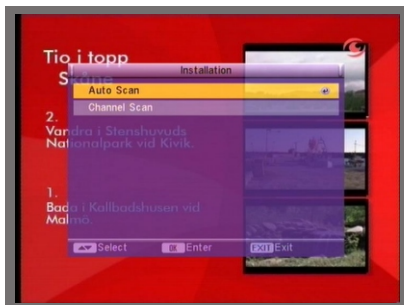 Tio i topp
Skåne
Installation
Auto Scan
Channel Scan
2.
Vandra i Stenshuvuds
Nationalpark vid Kivik.
1.
Bada i Kallbadshusen vid
Malmö.
Select
OK Enter
EXIT Exit